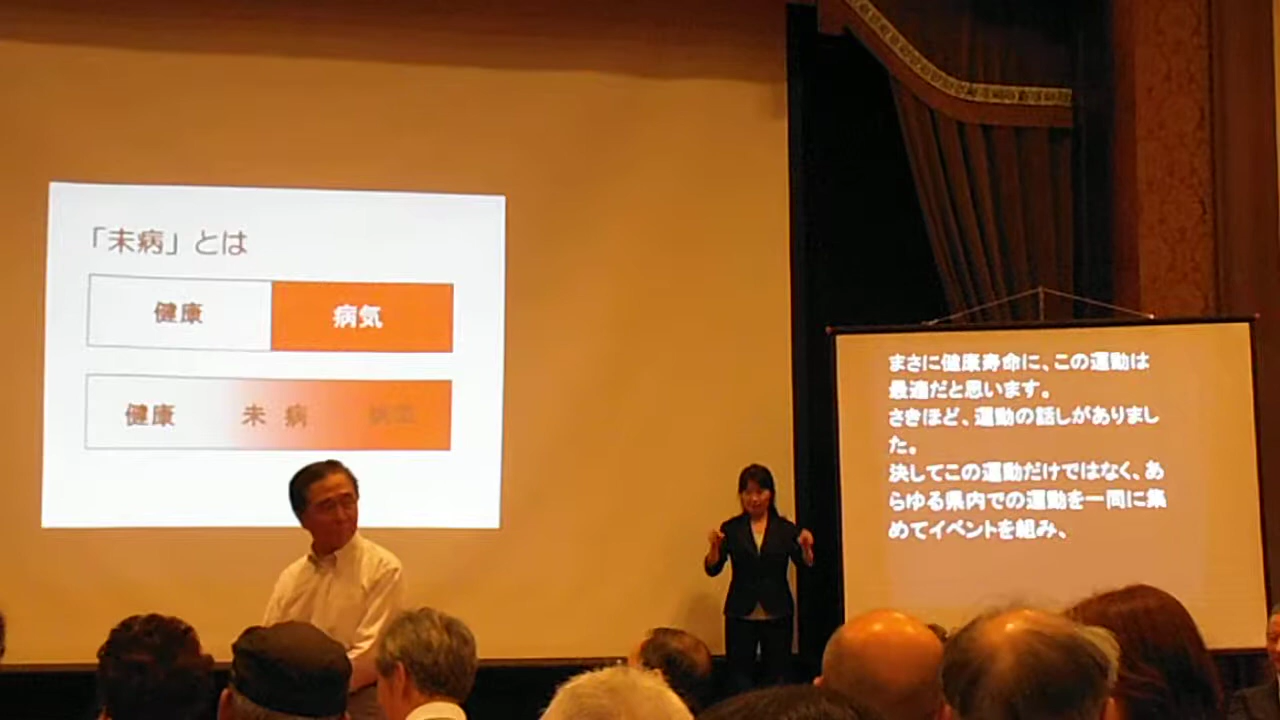 「未病」とは
健康 病気
健康 未病 病気
まさに健康寿命に、この運動は
最適だと思います。
さきほど、運動の話しがありまし
た。
決してこの運動だけではなく、あ
らゆる県内での運動を一同に集
めてイベントを組み、